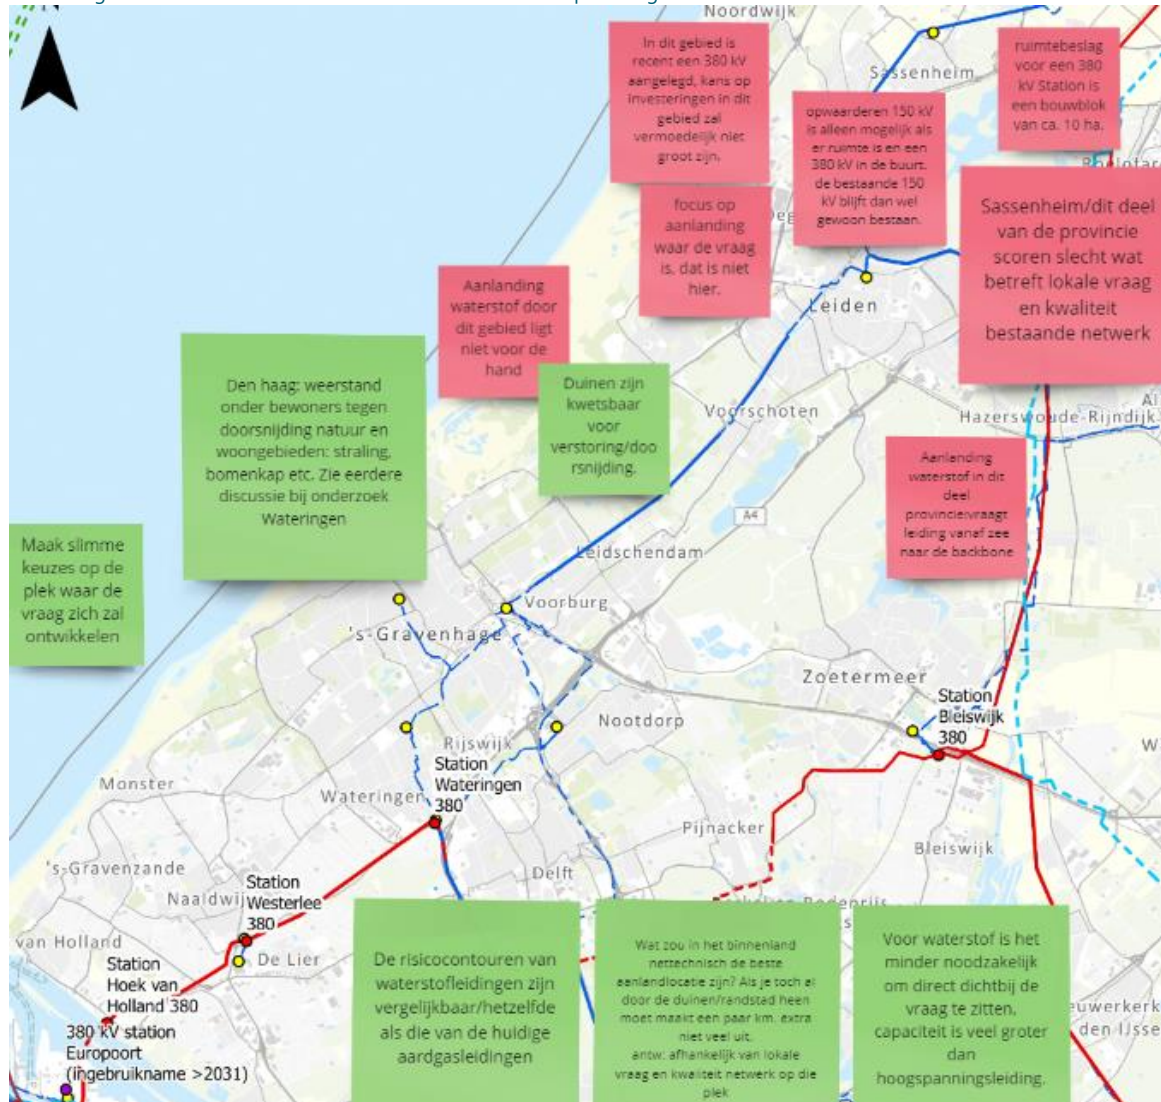 N
Noordwijk
In dit gebied is
recent een 380 kV
aangelegd, kans op
investeringen in dit
gebied zal
vermoedelijk niet
groot zijn.
Sassenheim
ruimtebeslag
voor een 380
kV Station is
een bouwblok
van ca. 10 ha.
opwaarderen 150 kV
is alleen mogelijk als
er ruimte is en een
380 kV in de buurt.
de bestaande 150
kV blijft dan wel
gewoon bestaan.
focus op
aanlanding
waar de vraag
is, dat is niet
hier.
Sassenheim/dit deel
van de provincie
scoren slecht wat
betreft lokale vraag
en kwaliteit
bestaande netwerk
Aanlanding
waterstof door
dit gebied ligt
niet voor de
hand
Leiden
Den haag: weerstand
onder bewoners tegen
doorsnijding natuur en
woongebieden: straling,
bomenkap etc. Zie eerdere
discussie bij onderzoek
Wateringen
Duinen zijn
kwetsbaar
voor
verstoring/doo
rsnijding.
Voorschoten
Hazerswoude-Rijndijk
Aanlanding
waterstof in dit
deel
provincie:vraagt
leiding vanaf zee
naar de backbone
A4
Maak slimme
keuzes op de
plek waar de
vraag zich zal
ontwikkelen
Leidschendam
Voorburg
's-Gravenhage
Zoetermeer
Station
Bleiswijk
380
Nootdorp
Rijswijk
Station
Wateringen
380
Monster
Wateringen
Pijnacker
Bleiswijk
's-Gravenzande
Delft
Naaldwij
Station
Westerlee
380
van Holland
De Lier
Station
Hoek van
Holland 380
380 kV station
Europoort
(ingebruikname >2031)
De risicocontouren van
waterstofleidingen zijn
vergelijkbaar/hetzelfde
als die van de huidige
aardgasleidingen
Wat zou in het binnenland
nettechnisch de beste
aanlandlocatie zijn? Als je toch al
door de duinen/randstad heen
moet maakt een paar km. extra
niet veel uit.
antw: afhankelijk van lokale
vraag en kwaliteit netwerk op die
plek
Voor waterstof is het
minder noodzakelijk
om direct dichtbij de
vraag te zitten,
capaciteit is veel groter
dan
hoogspanningsleiding.
euwerkerk
den IJsse